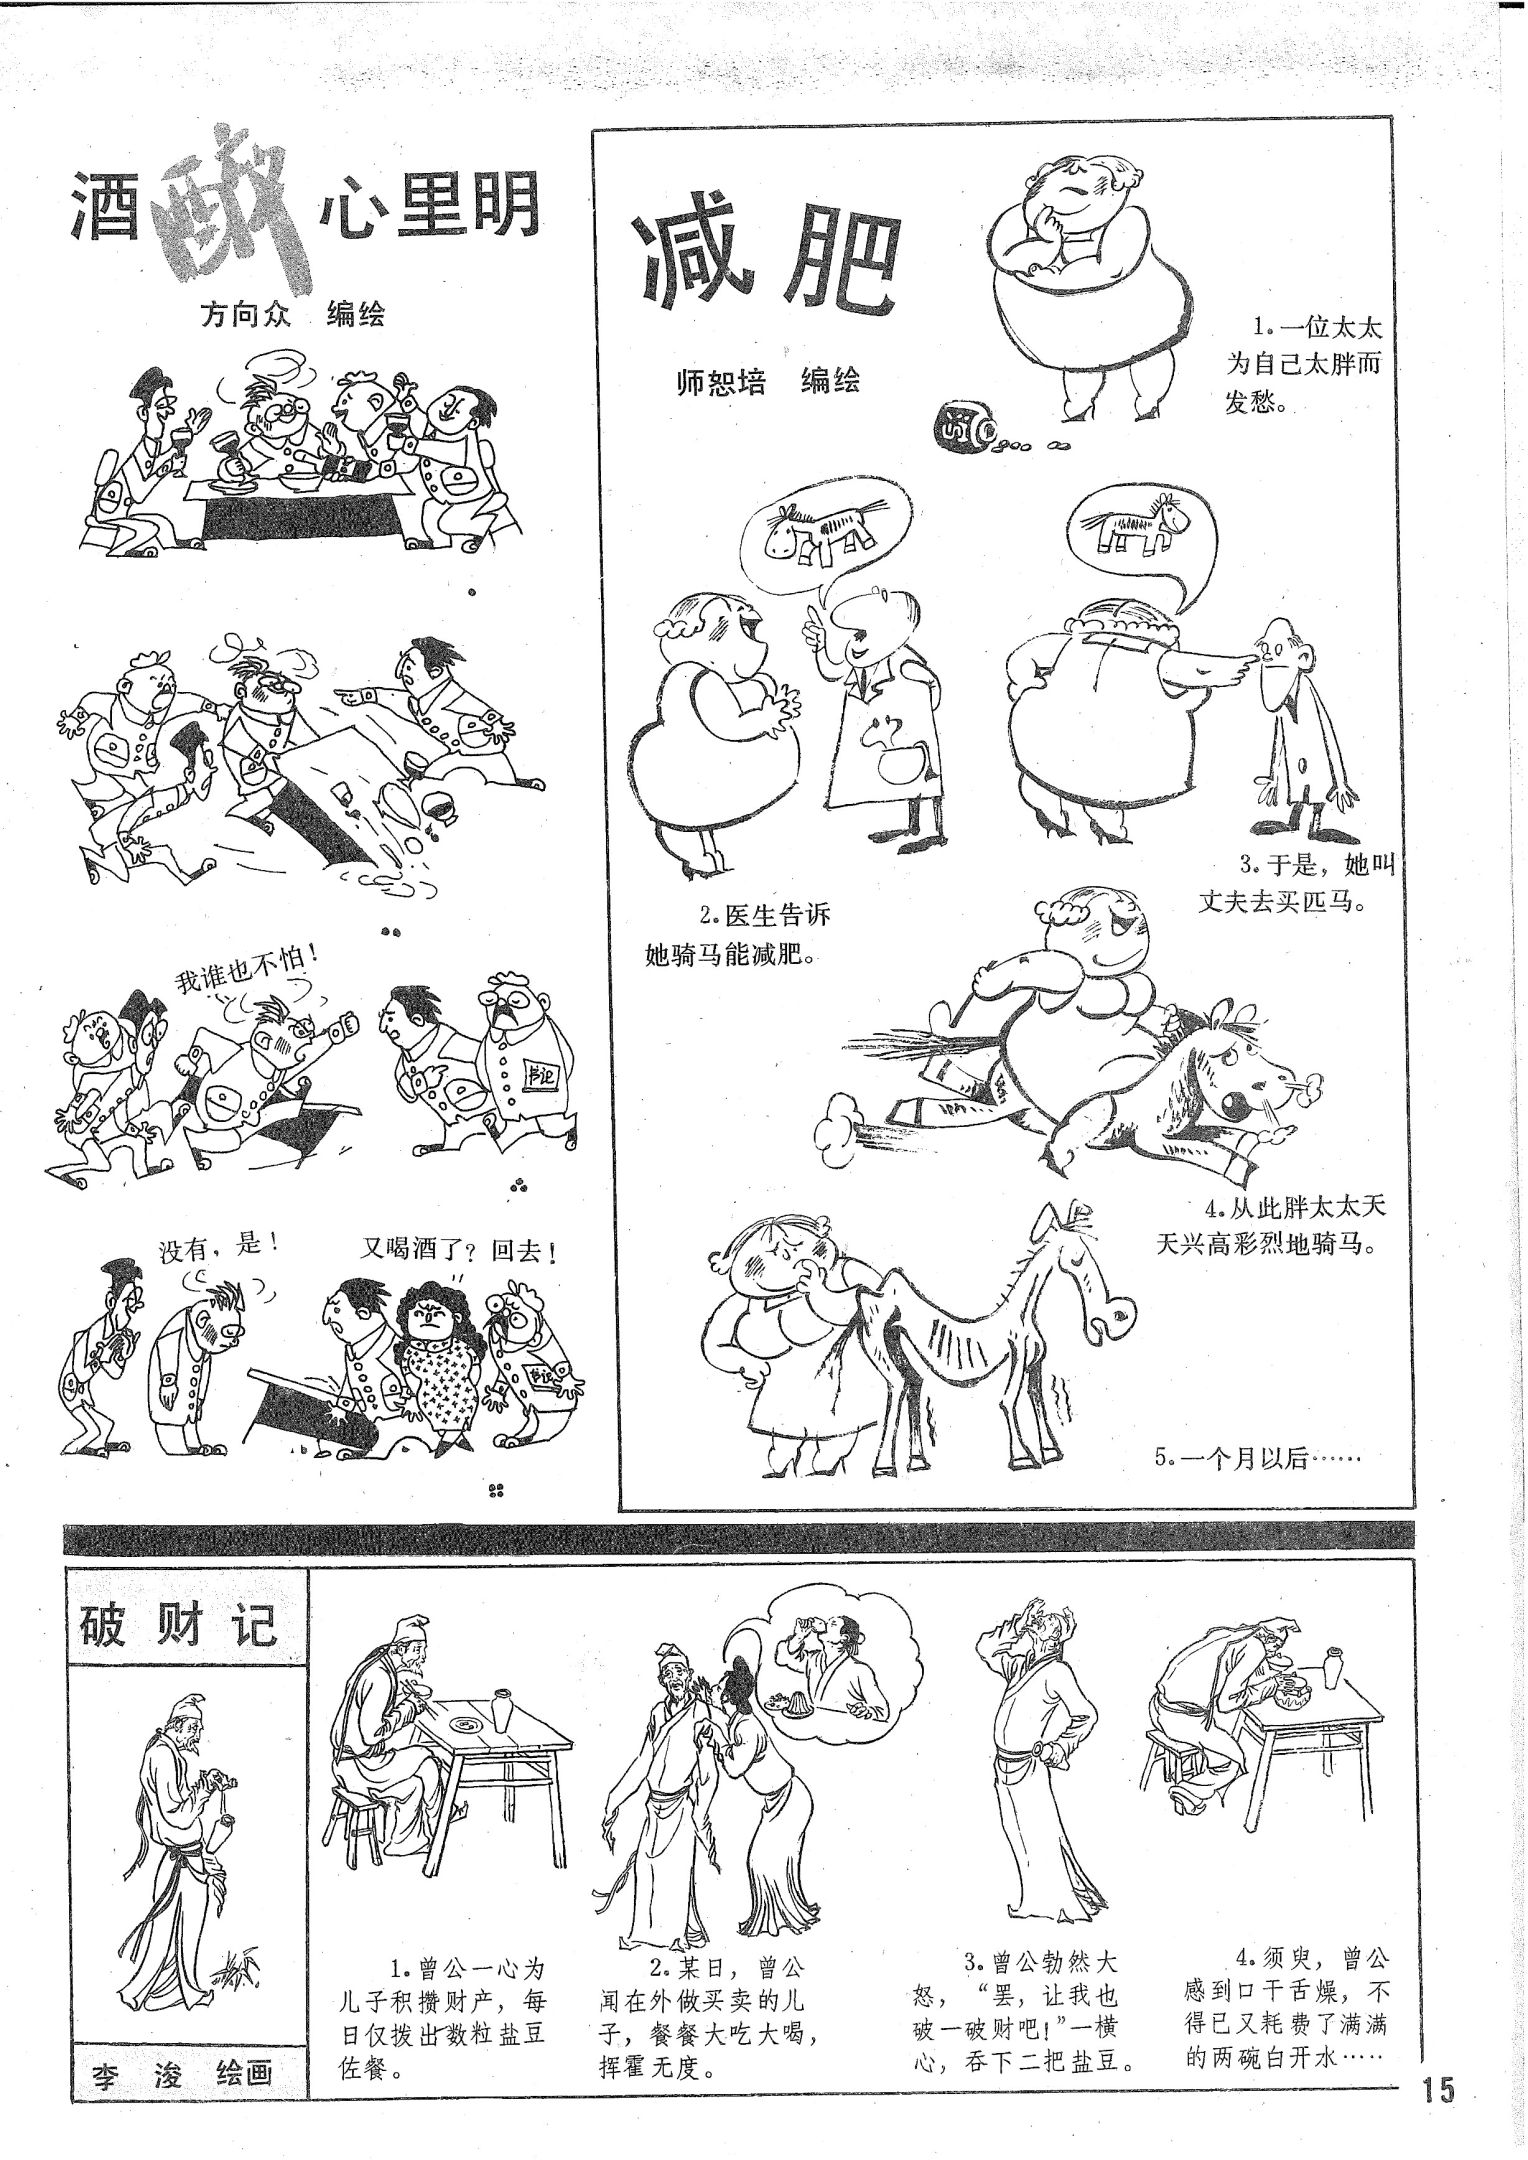 酒醉心里明
方向众 编绘
我谁也不怕！
书记
没有，是！
又喝酒了？回去！
书记
减肥
师恕培 编绘
1.一位太太
为自己太胖而
发愁。
2.医生告诉
她骑马能减肥。
3.于是，她叫
丈夫去买匹马。
4.从此胖太太天
天兴高彩烈地骑马。
5.一个月以后……
破财记
李浚 绘画
1.曾公一心为
儿子积攒财产，每
日仅拨出数粒盐豆
佐餐。
2.某日，曾公
闻在外做买卖的儿
子，餐餐大吃大喝，
挥霍无度。
3.曾公勃然大
怒，“罢，让我也
破一破财吧！”一横
心，吞下二把盐豆。
4.须臾，曾公
感到口干舌燥，不
得已又耗费了满满
的两碗白开水……
15